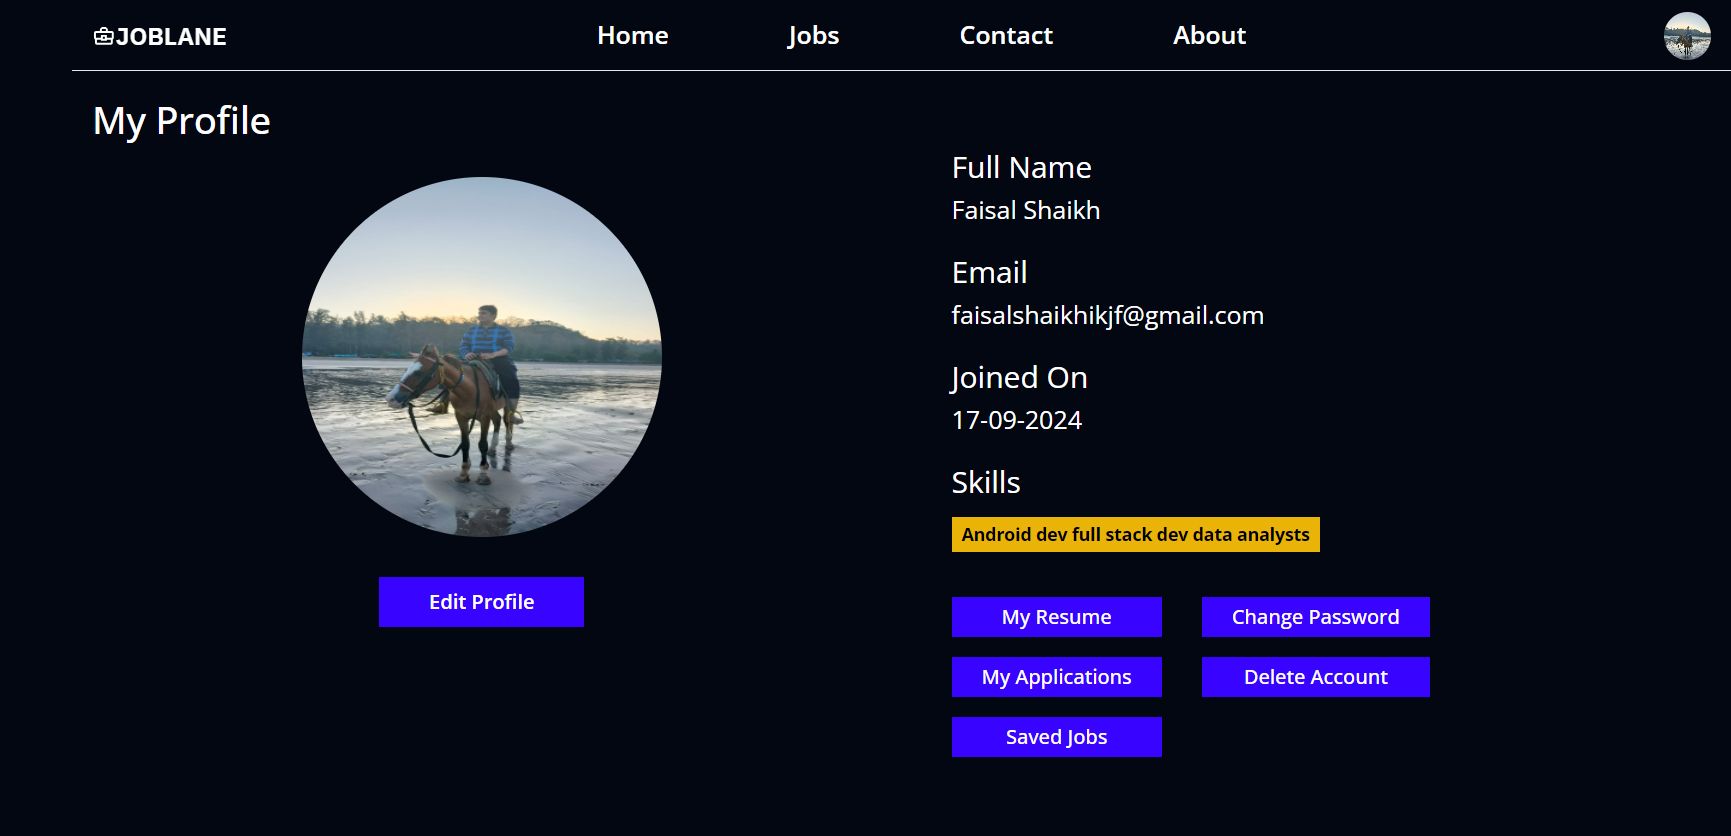 JOBLANE
Home
Jobs
Contact
About
My Profile
Edit Profile
Full Name
Faisal Shaikh
Email
faisalshaikhikjf@gmail.com
Joined On
17-09-2024
Skills
Android dev full stack dev data analysts
My Resume
Change Password
My Applications
Delete Account
Saved Jobs